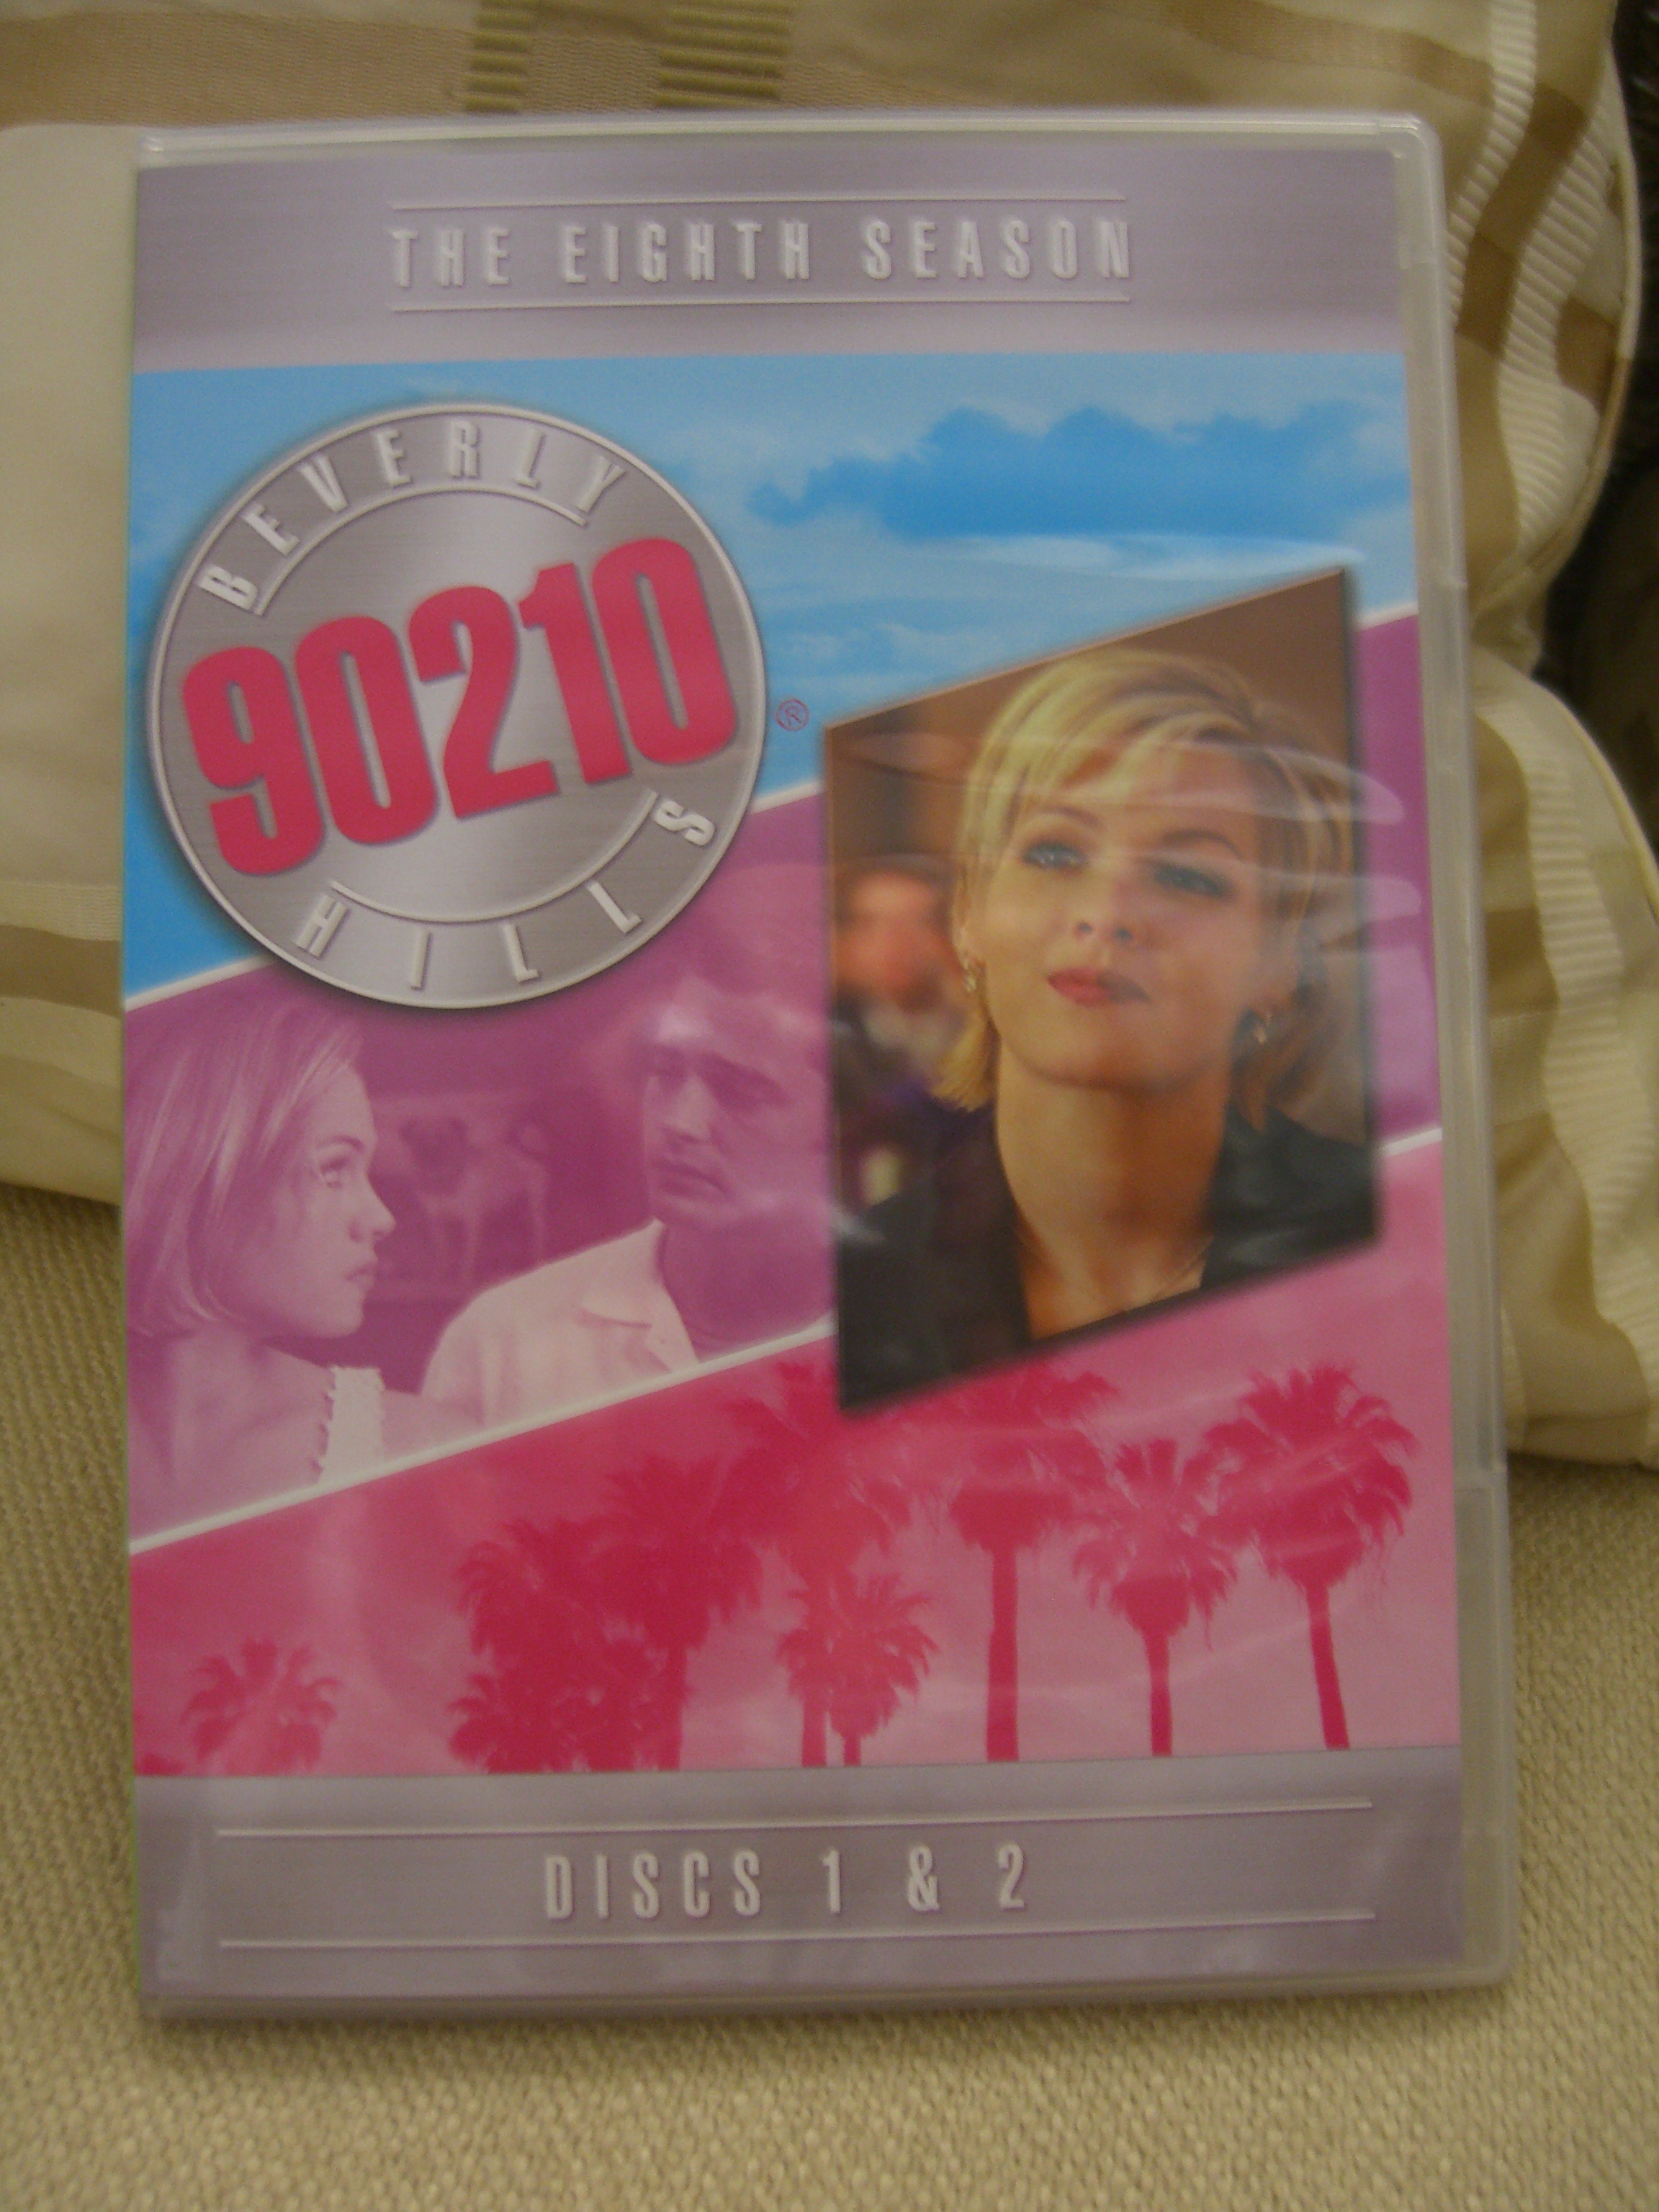 THE EIGHTH SEASON
BEVERLY
90210
®
HILLS
DISCS 1 & 2